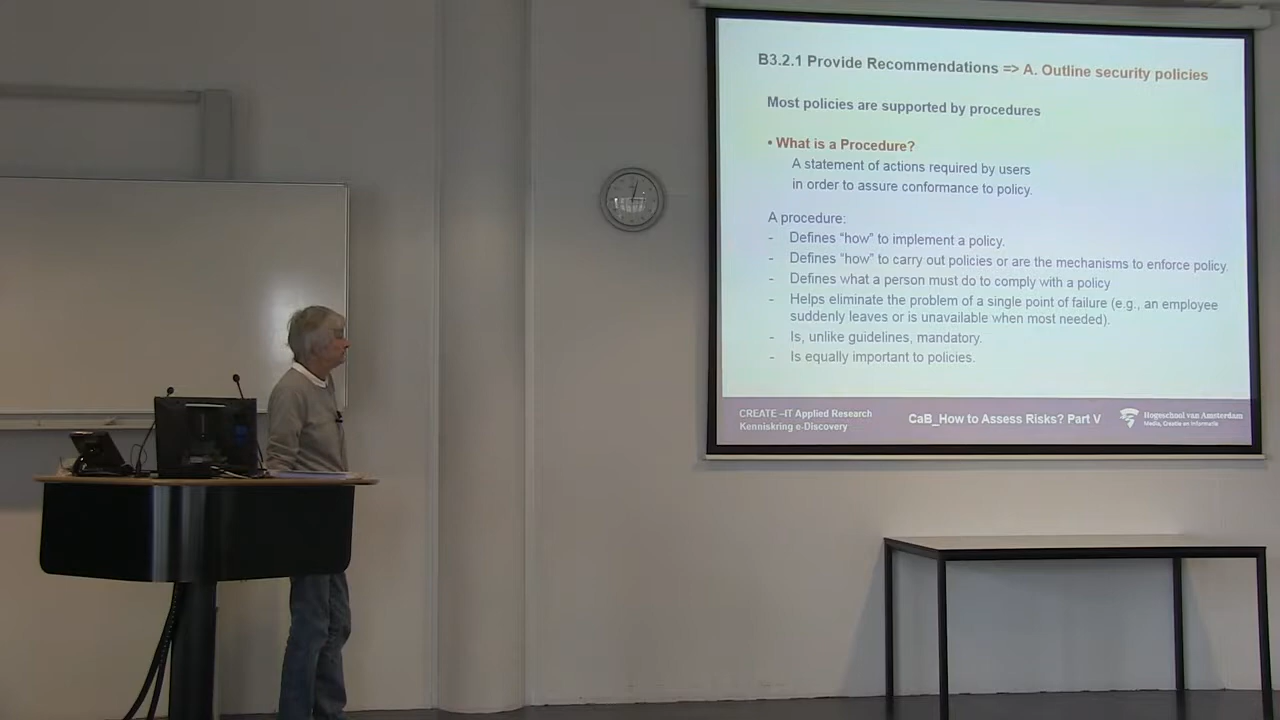 B3.2.1 Provide Recommendations => A. Outline security policies
Most policies are supported by procedures
• What is a Procedure?
A statement of actions required by users
in order to assure conformance to policy.
A procedure:
- Defines “how” to implement a policy.
- Defines “how” to carry out policies or are the mechanisms to enforce policy.
- Defines what a person must do to comply with a policy
- Helps eliminate the problem of a single point of failure (e.g., an employee
suddenly leaves or is unavailable when most needed).
- Is, unlike guidelines, mandatory.
- Is equally important to policies.
CREATE –IT Applied Research
Kenniskring e-Discovery
CaB_How to Assess Risks? Part V
Hogeschool van Amsterdam
Media, Creatie en Informatie